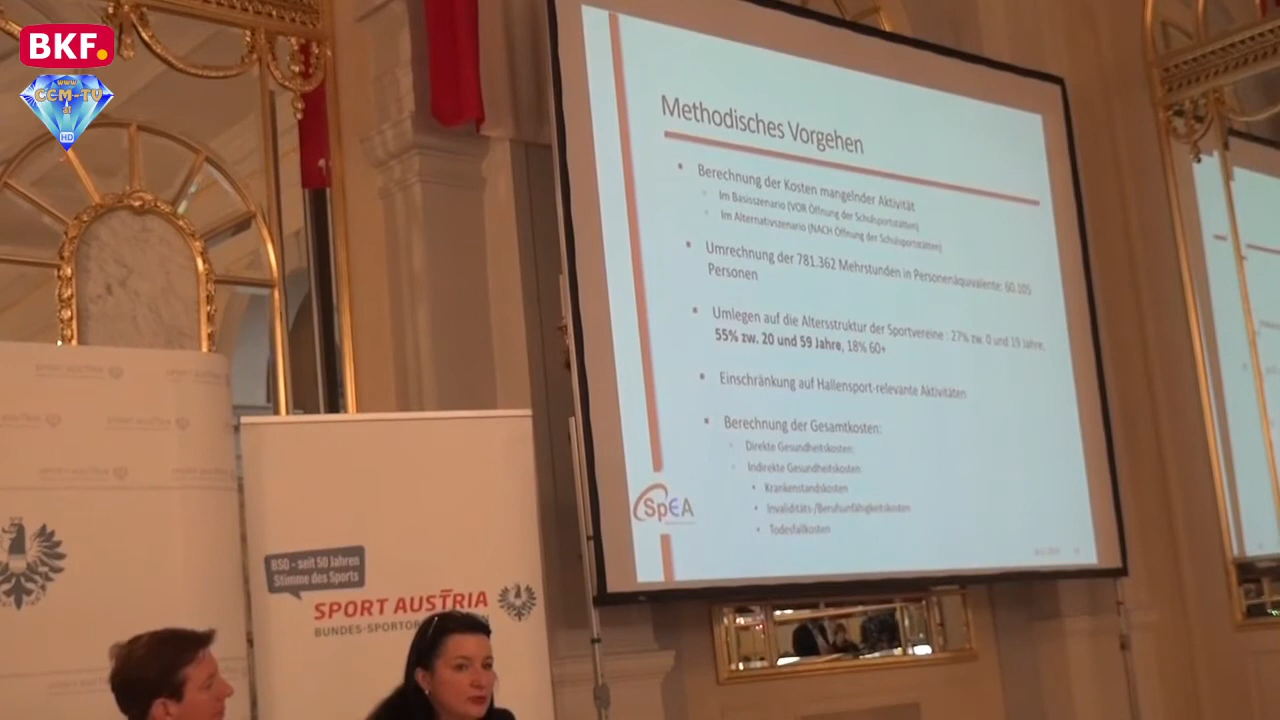 BKF.
www.
CCM-TV
at
HD
Methodisches Vorgehen
Berechnung der Kosten mangelnder Aktivität
Im Basisszenario (VOR Öffnung der Schulsportstätten)
Im Alternativszenario (NACH Öffnung der Schulsportstätten)
Umrechnung der 781.362 Mehrstunden in Personenäquivalente: 60.105
Personen
Umlegen auf die Altersstruktur der Sportvereine : 27% zw. 0 und 19 Jahre,
55% zw. 20 und 59 Jahre, 18% 60+
Einschränkung auf Hallensport-relevante Aktivitäten
Berechnung der Gesamtkosten:
Direkte Gesundheitskosten:
Indirekte Gesundheitskosten
Krankenstandskosten
Invaliditäts-/Berufsunfähigkeitskosten
Todesfallkosten
SpEA
SPORT AUSTRIA
BSO - seit 50 Jahren
Stimme des Sports
SPORT AUSTRIA